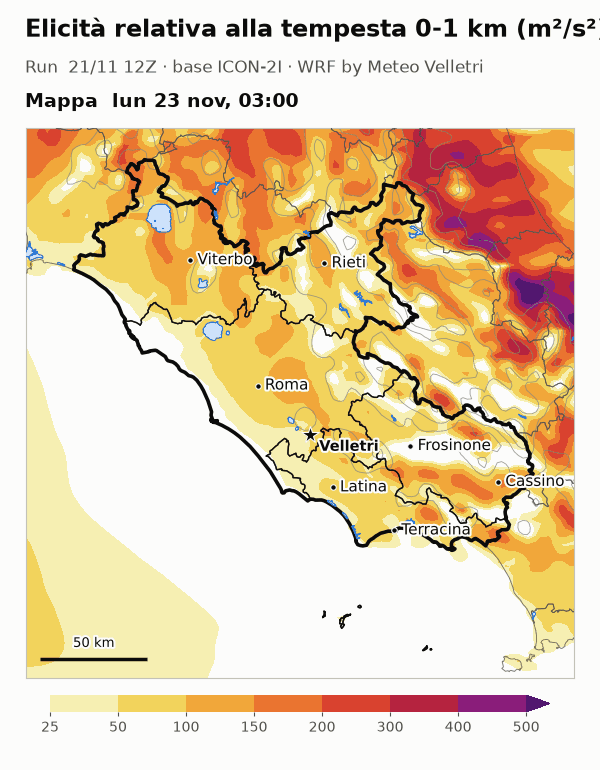 Elicità relativa alla tempesta 0-1 km (m²/s²)
Run 21/11 12Z · base ICON-2I · WRF by Meteo Velletri
Mappa lun 23 nov, 03:00
Viterbo
Rieti
Roma
Velletri
Frosinone
Cassino
Latina
Terracina
50 km
25 50 100 150 200 300 400 500